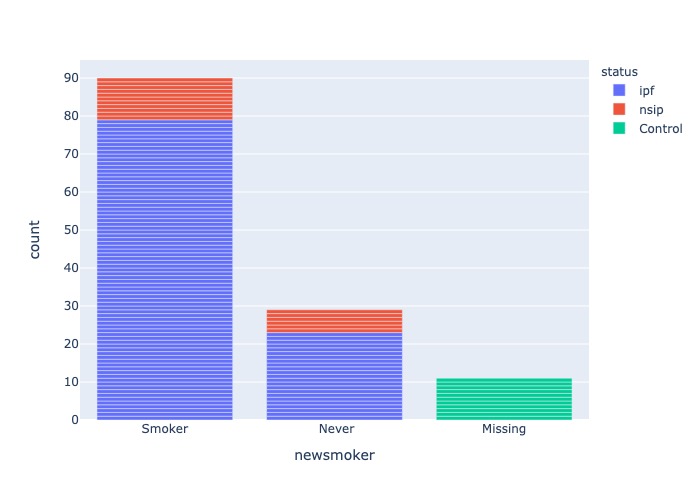 status
ipf
nsip
Control
90
80
70
60
50
40
30
20
10
0
count
Smoker
Never
Missing
newsmoker